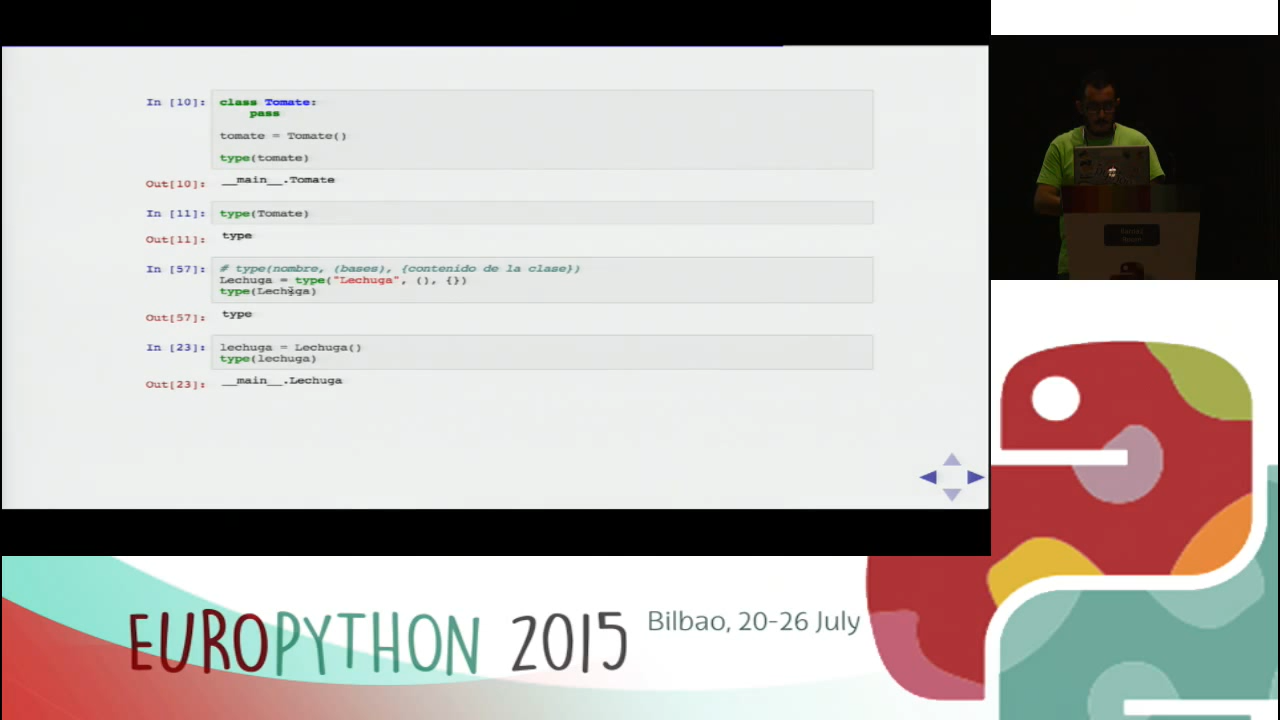 In [10]: class Tomate:
pass
tomate = Tomate()
type(tomate)
Out[10]: __main__.Tomate
In [11]: type(Tomate)
Out[11]: type
In [57]: # type(nombre, (bases), {contenido de la clase})
Lechuga = type("Lechuga", (), {})
type(Lechuga)
Out[57]: type
In [23]: lechuga = Lechuga()
type(lechuga)
Out[23]: __main__.Lechuga
EUROPYTHON 2015 Bilbao, 20-26 July